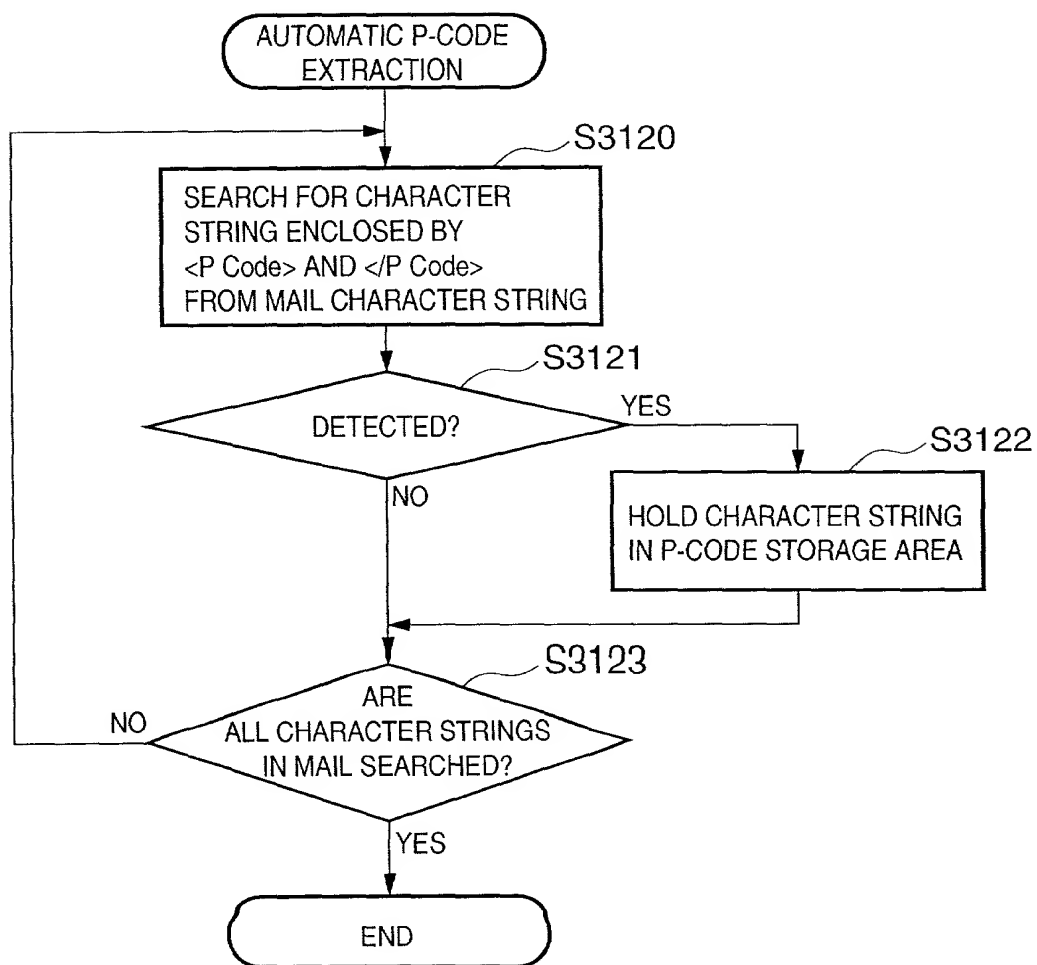 AUTOMATIC P-CODE
EXTRACTION
S3120
SEARCH FOR CHARACTER
STRING ENCLOSED BY
<P Code> AND </P Code>
FROM MAIL CHARACTER STRING
S3121
DETECTED?
YES
NO
S3122
HOLD CHARACTER STRING
IN P-CODE STORAGE AREA
S3123
ARE
ALL CHARACTER STRINGS
IN MAIL SEARCHED?
NO
YES
END